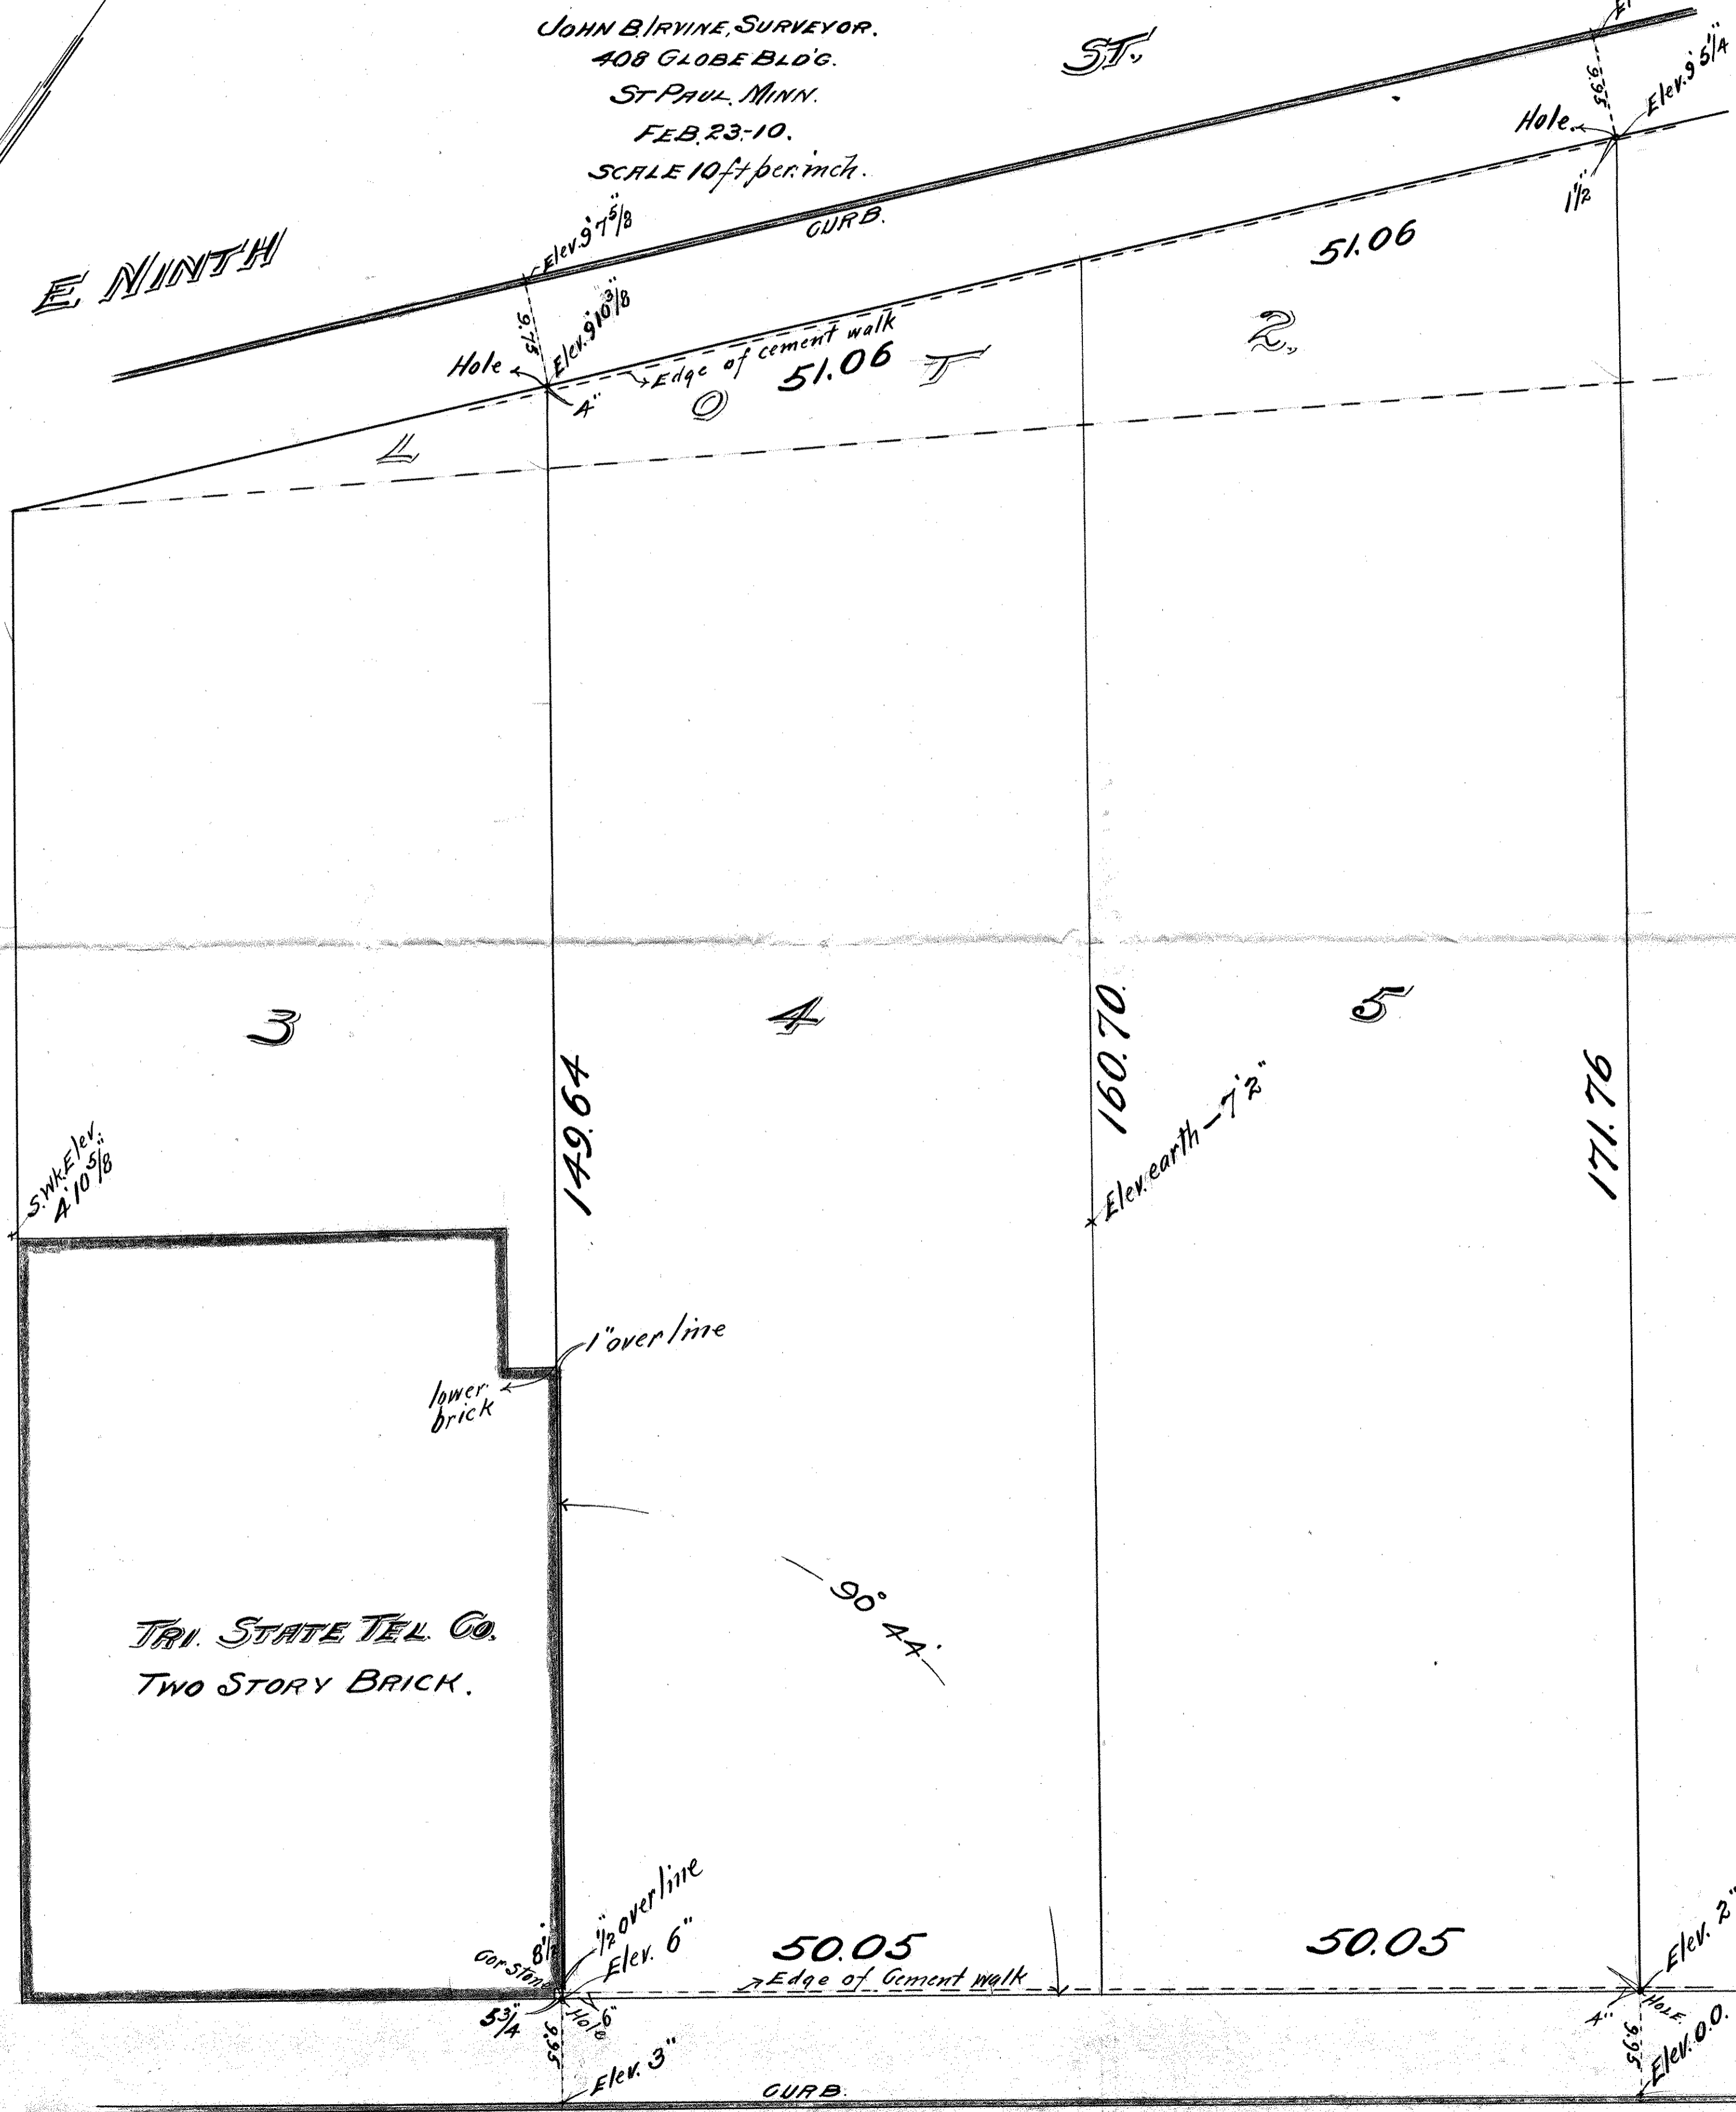 JOHN B. IRVINE, SURVEYOR.
408 GLOBE BLD'G.
ST PAUL, MINN.
FEB. 23-10.
SCALE 10 ft per. inch.
E. NINTH ST.
Elev. 9' 7 5/8"
CURB.
9.73
Hole
Elev. 9' 10 3/8"
4"
Edge of cement walk
51.06
51.06
9.93
Hole.
Elev. 9' 5 1/4"
1 1/2"
L O T 2.
3
4
5
149.64
160.70.
171.76
Elev. earth - 7' 2"
S. Wk. Elev.
4' 10 5/8"
1" over line
lower
brick
90° 44'
TRI. STATE TEL. CO.
TWO STORY BRICK.
1/2" over line
Elev. 6"
8 1/2"
Cor. Stone
5 3/4"
Hole
6"
50.05
50.05
Edge of Cement walk
9.95
Elev. 3"
CURB.
Elev. 2"
4"
HOLE
9.95
Elev. 0.0.